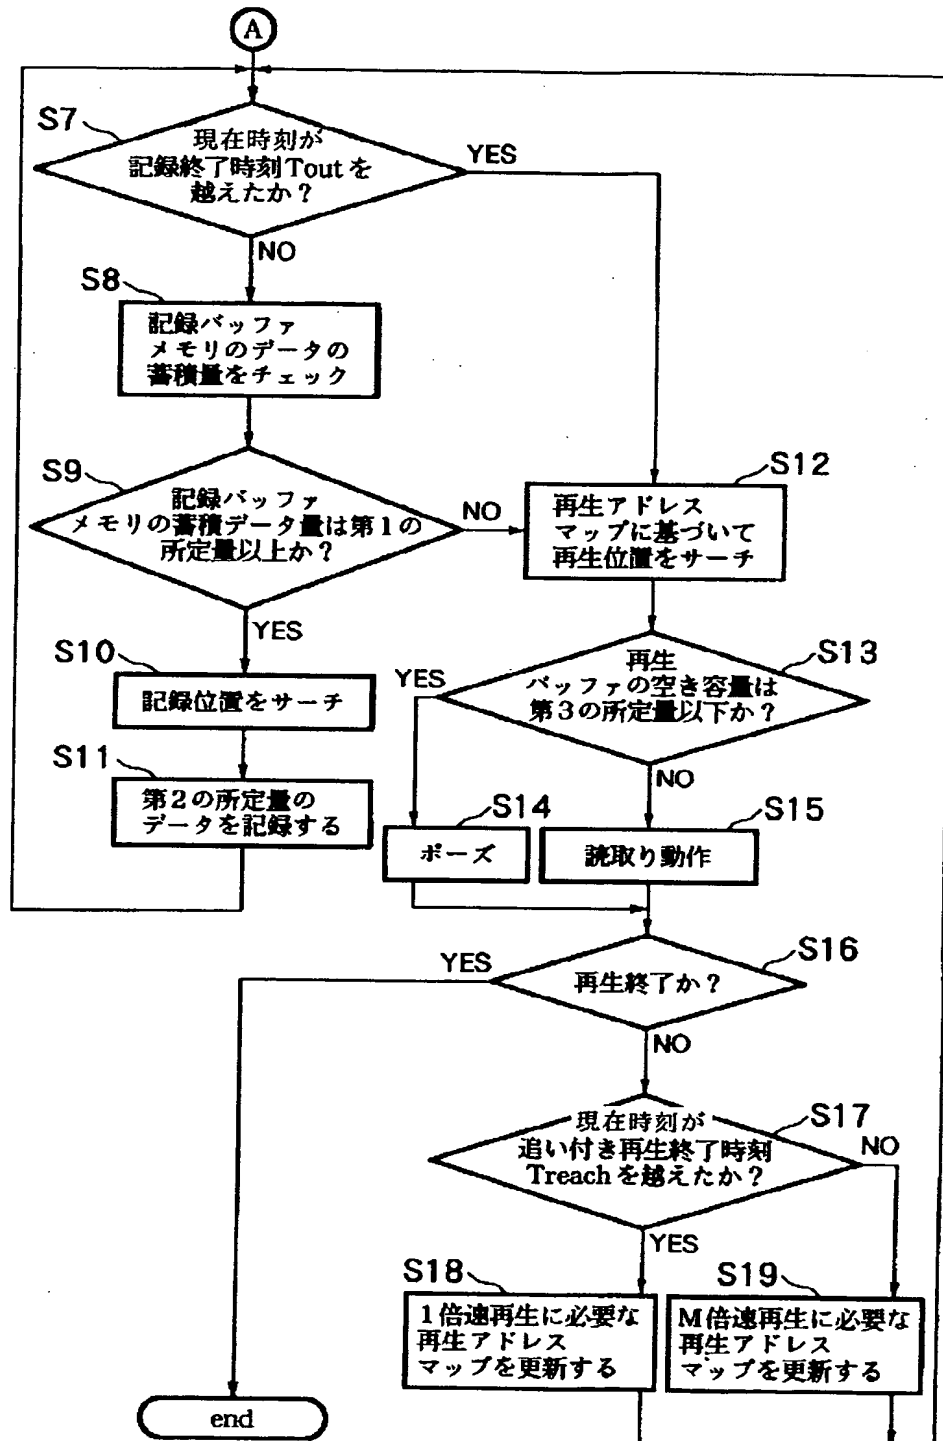 A
S7
現在時刻が
記録終了時刻Toutを
越えたか？
YES
NO
S8
記録バッファ
メモリのデータの
蓄積量をチェック
S9
記録バッファ
メモリの蓄積データ量は第1の
所定量以上か？
NO
YES
S12
再生アドレス
マップに基づいて
再生位置をサーチ
S10
記録位置をサーチ
S13
再生
バッファの空き容量は
第3の所定量以下か？
YES
NO
S11
第2の所定量の
データを記録する
S14
ポーズ
S15
読取り動作
S16
再生終了か？
YES
NO
S17
現在時刻が
追い付き再生終了時刻
Treachを越えたか？
NO
YES
S18
1倍速再生に必要な
再生アドレス
マップを更新する
S19
M倍速再生に必要な
再生アドレス
マップを更新する
end